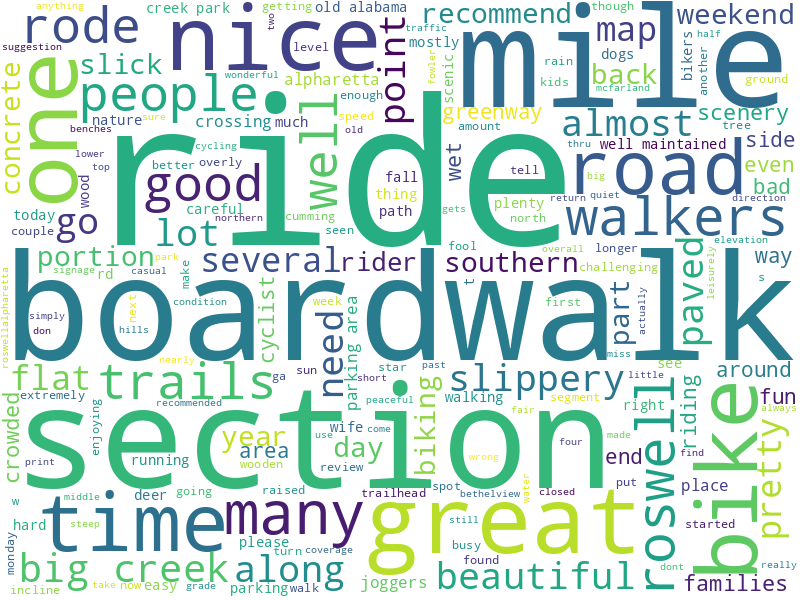 creek park
getting
old alabama
though
anything
rode
nice
recommend
map
weekend
suggestion
two
level
mostly
traffic
dogs
bikers
half
another
slick
wonderful
alpharetta
point
fowler
scenic
rain
kids
back
mcfarland
ground
one
people
nature
sure
enough
speed
greenway
mile
concrete
crossing
much
well
amount
almost
tree
scenery
benches
cycling
old
wet
thru
well maintained
side
lower
better
overly
top
wood
ride
good
fall
tell
big
road
even
bad
thing
return
quiet
direction
today
couple
go
careful
northern
cumming
path
plenty
north
gets
walkers
lot
seen
portion
several
rider
southern
fool
overall
longer
elevation
way
park
signage
rd
casual
make
cyclist
need
t
challenging
part
paved
leisurely
s
roswellalpharetta
simply
don
next
condition
hills
week
parking area
first
actually
boardwalk
nearly
sun
star
past
miss
see
around
flat
trails
ga
short
walking
slippery
little
extremely
recommended
peaceful
biking
segment
right
riding
fun
crowded
enjoying
section
year
wife
use
come
fair
made
always
area
day
four
roswell
bike
pretty
print
running
wooden
review
wrong
end
find
w
deer
going
raised
trailhead
spot
bethelview
closed
put
place
really
time
many
great
water
started
monday
hard
middle
steep
please
turn
coverage
still
busy
found
dont
incline
big creek
along
take
now
easy
grade
parking
walk
joggers
beautiful
families